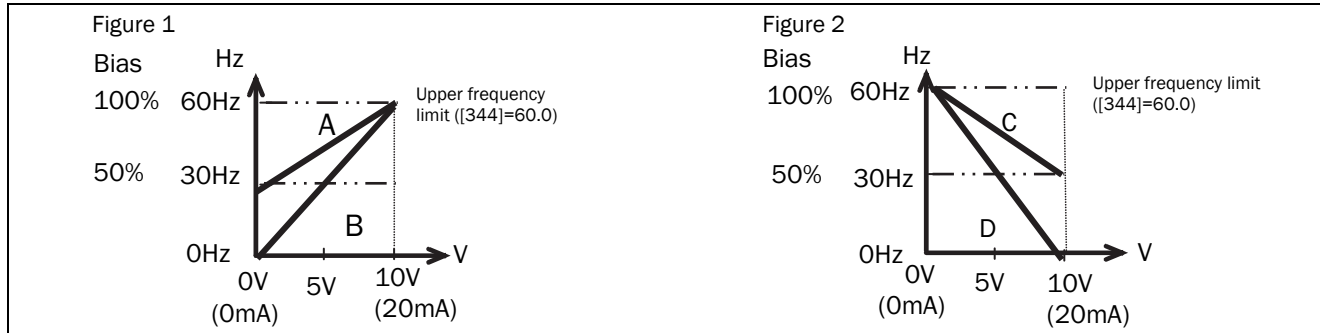 Figure 1
Bias
Hz
100%
60Hz
A
Upper frequency
limit ([344]=60.0)
50%
30Hz
B
0Hz
V
0V
5V
10V
(0mA)
(20mA)
Figure 2
Bias
Hz
100%
60Hz
C
Upper frequency limit
([344]=60.0)
50%
30Hz
D
0Hz
V
0V
5V
10V
(0mA)
(20mA)